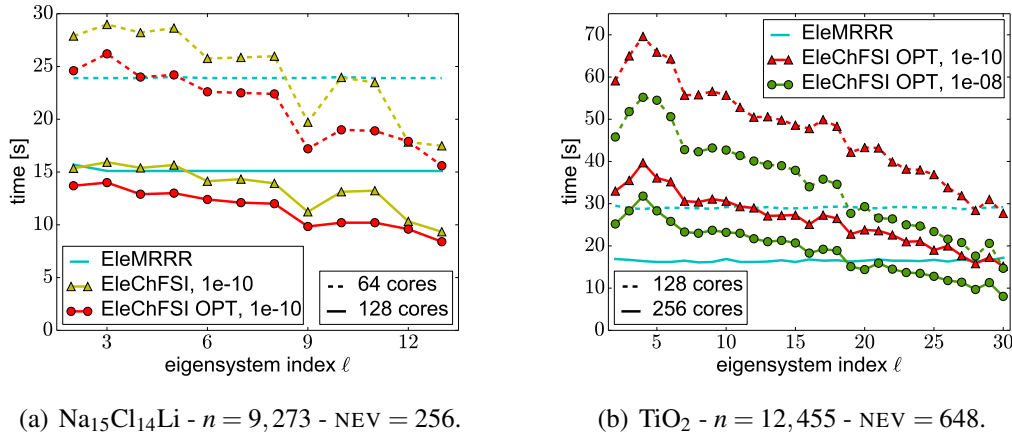 30
25
20
15
10
5
0
time [s]
EleMRRR
EleChFSI, 1e-10
EleChFSI OPT, 1e-10
64 cores
128 cores
3
6
9
12
eigensystem index ℓ
(a) Na₁₅Cl₁₄Li - n = 9,273 - NEV = 256.
70
60
50
40
30
20
10
0
time [s]
EleMRRR
EleChFSI OPT, 1e-10
EleChFSI OPT, 1e-08
128 cores
256 cores
5
10
15
20
25
30
eigensystem index ℓ
(b) TiO₂ - n = 12,455 - NEV = 648.